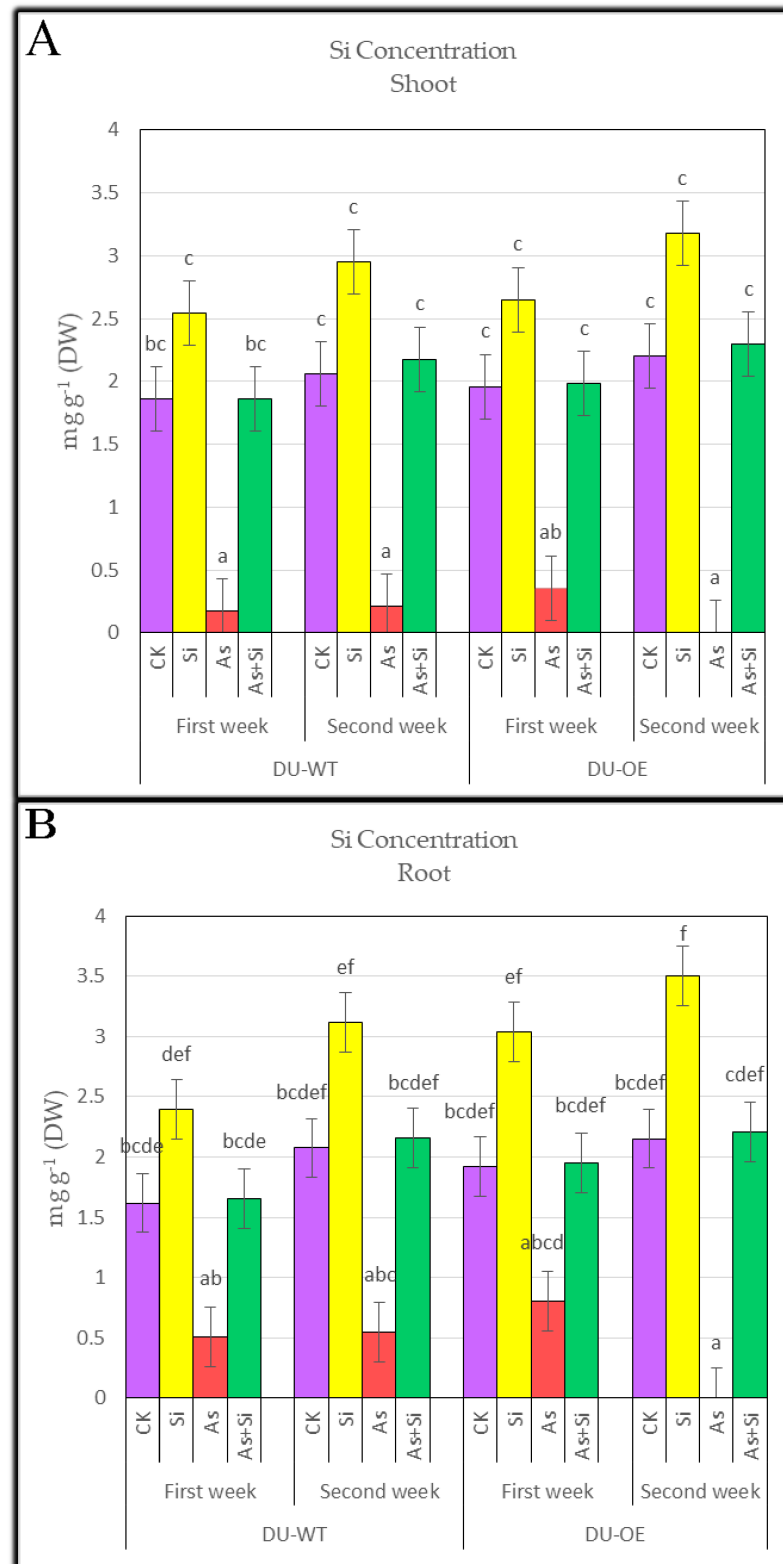 A
Si Concentration
Shoot
mg g⁻¹ (DW)
4
3.5
3
2.5
2
1.5
1
0.5
0
bc c a bc c c a c c c ab c c c a c
CK Si As As+Si CK Si As As+Si CK Si As As+Si CK Si As As+Si
First week Second week First week Second week
DU-WT DU-OE
B
Si Concentration
Root
mg g⁻¹ (DW)
4
3.5
3
2.5
2
1.5
1
0.5
0
bcde def ab bcde bcdef ef abc bcdef bcdef ef abcd bcdef bcdef f a cdef
CK Si As As+Si CK Si As As+Si CK Si As As+Si CK Si As As+Si
First week Second week First week Second week
DU-WT DU-OE